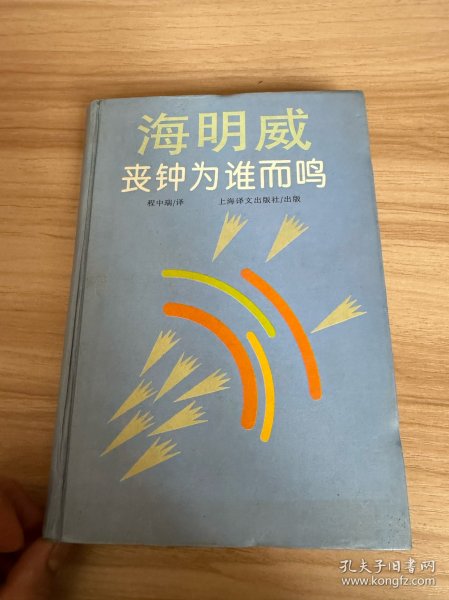 海明威
丧钟为谁而鸣
程中瑞/译 上海译文出版社/出版
孔夫子旧书网
www.kongfz.com